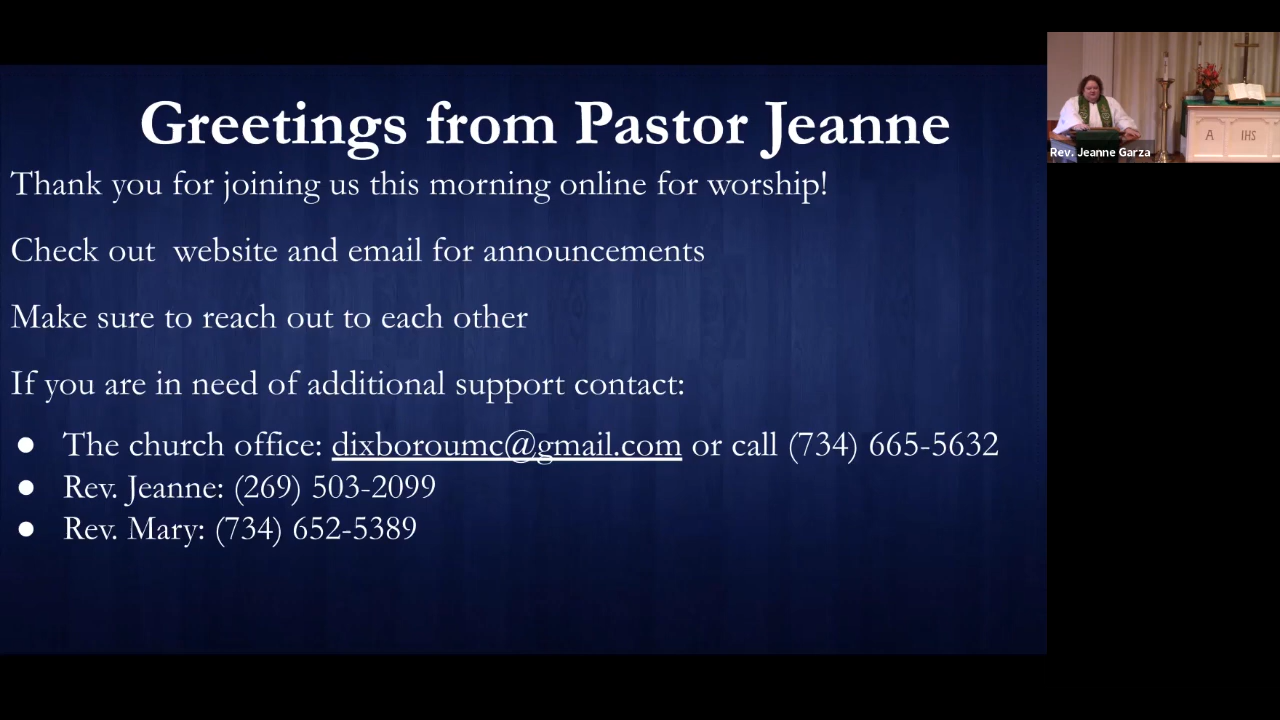 Greetings from Pastor Jeanne
Thank you for joining us this morning online for worship!
Check out  website and email for announcements
Make sure to reach out to each other
If you are in need of additional support contact:
● The church office: dixboroumc@gmail.com or call (734) 665-5632
● Rev. Jeanne: (269) 503-2099
● Rev. Mary: (734) 652-5389
Rev. Jeanne Garza
A IHS